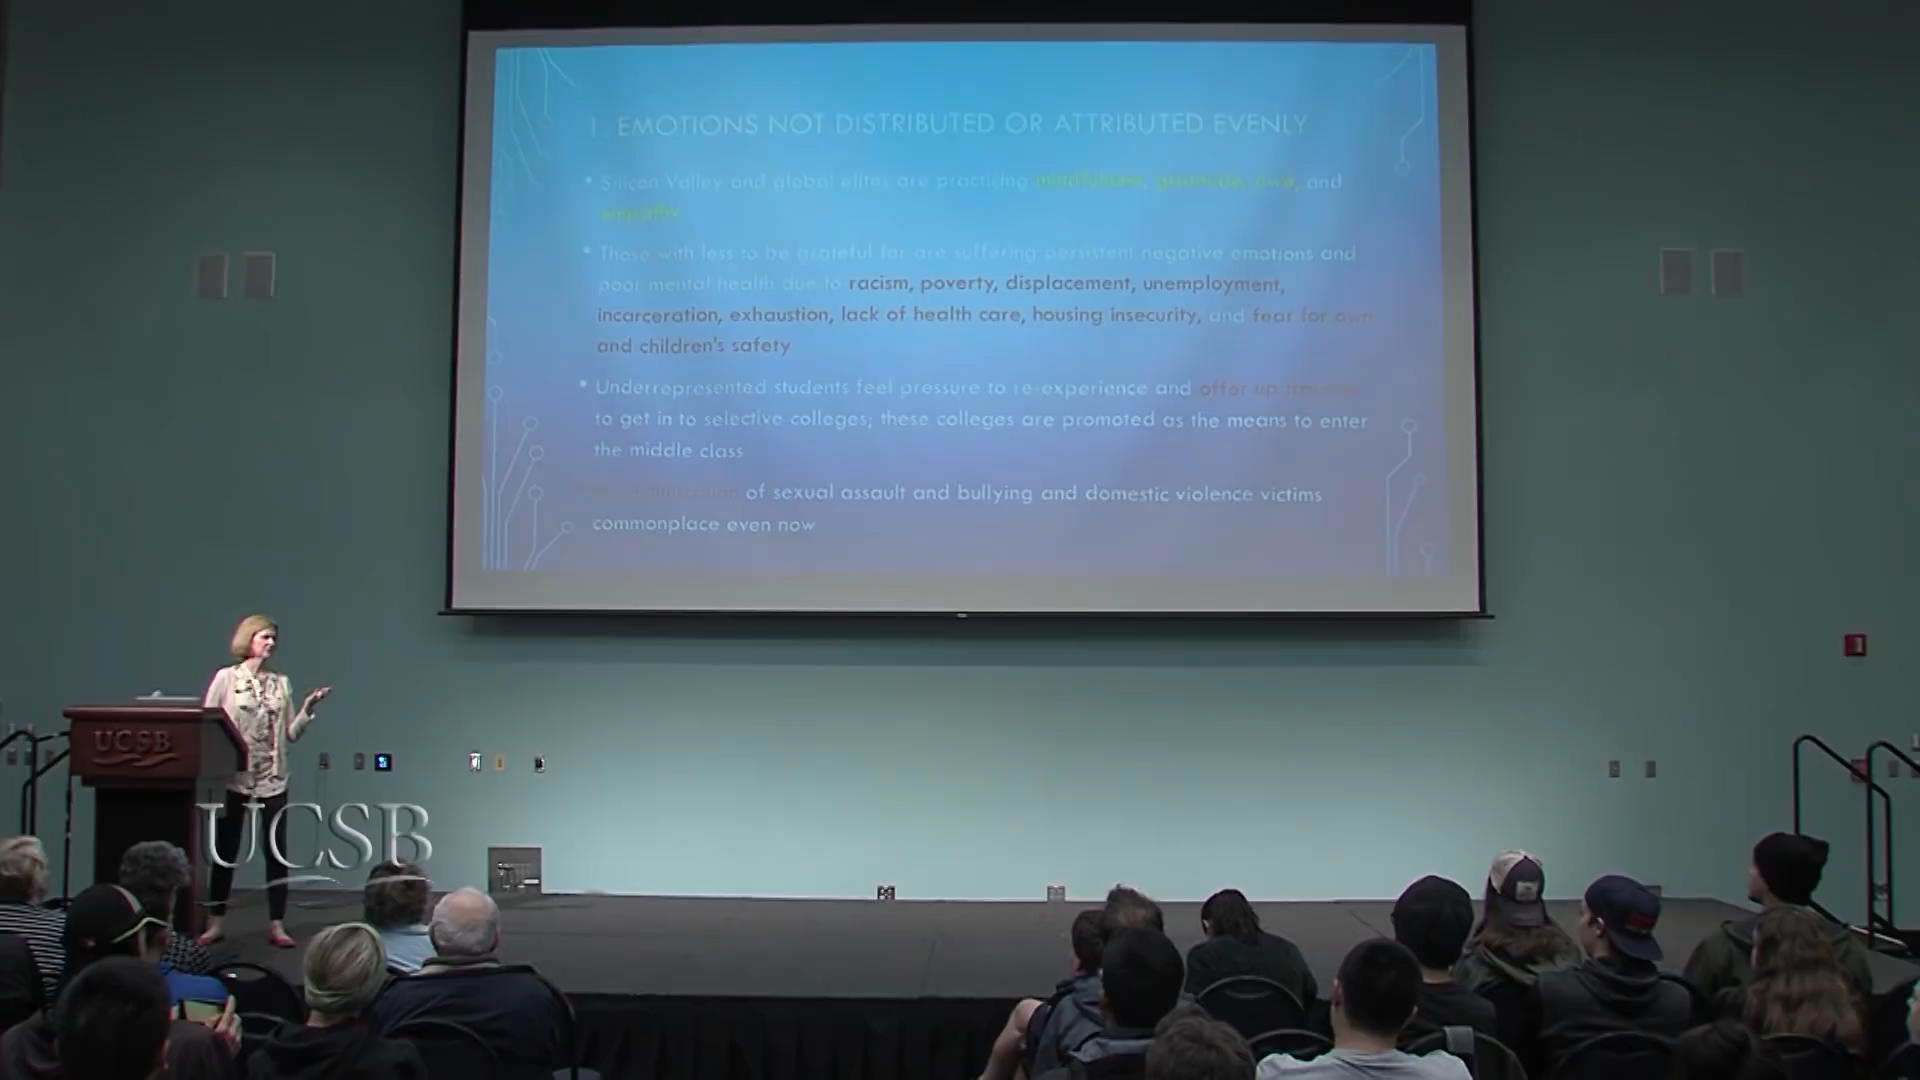 1. EMOTIONS NOT DISTRIBUTED OR ATTRIBUTED EVENLY
• Silicon Valley and global elites are practicing mindfulness, gratitude, awe, and
empathy
• Those with less to be grateful for are suffering persistent negative emotions and
poor mental health due to racism, poverty, displacement, unemployment,
incarceration, exhaustion, lack of health care, housing insecurity, and fear for own
and children's safety
• Underrepresented students feel pressure to re-experience and offer up trauma
to get in to selective colleges; these colleges are promoted as the means to enter
the middle class
of sexual assault and bullying and domestic violence victims
commonplace even now
UCSB
UCSB